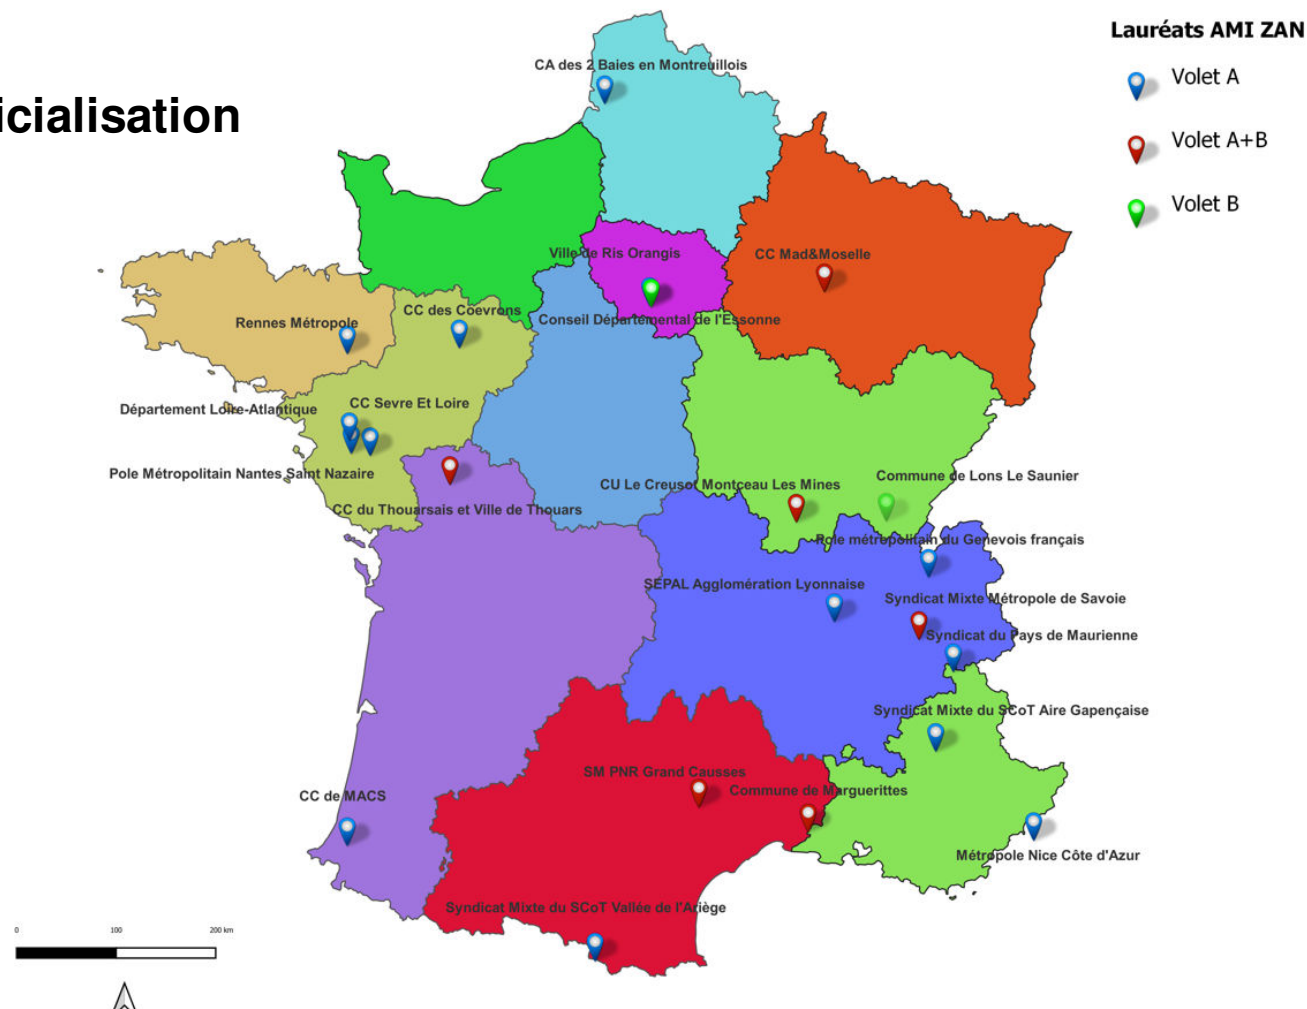 Lauréats AMI ZAN
Volet A
Volet A+B
Volet B
icialisation
CA des 2 Baies en Montreuillois
Ville de Ris Orangis
CC Mad&Moselle
CC des Coevrons
Rennes Métropole
Conseil Départemental de l'Essonne
Département Loire-Atlantique
CC Sevre Et Loire
Pole Métropolitain Nantes Saint Nazaire
CU Le Creusot Montceau Les Mines
Commune de Lons Le Saunier
CC du Thouarsais et Ville de Thouars
Pole métropolitain du Genevois français
SEPAL Agglomération Lyonnaise
Syndicat Mixte Métropole de Savoie
Syndicat du Pays de Maurienne
Syndicat Mixte du SCoT Aire Gapençaise
SM PNR Grand Causses
Commune de Marguerittes
CC de MACS
Métropole Nice Côte d'Azur
Syndicat Mixte du SCoT Vallée de l'Ariège
0 100 200 km